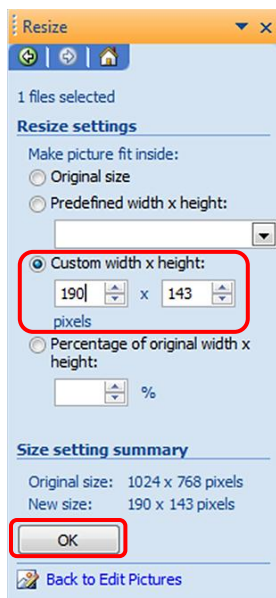 Resize
1 files selected
Resize settings
Make picture fit inside:
Original size
Predefined width x height:
Custom width x height:
190 x 143
pixels
Percentage of original width x
height:
%
Size setting summary
Original size: 1024 x 768 pixels
New size: 190 x 143 pixels
OK
Back to Edit Pictures